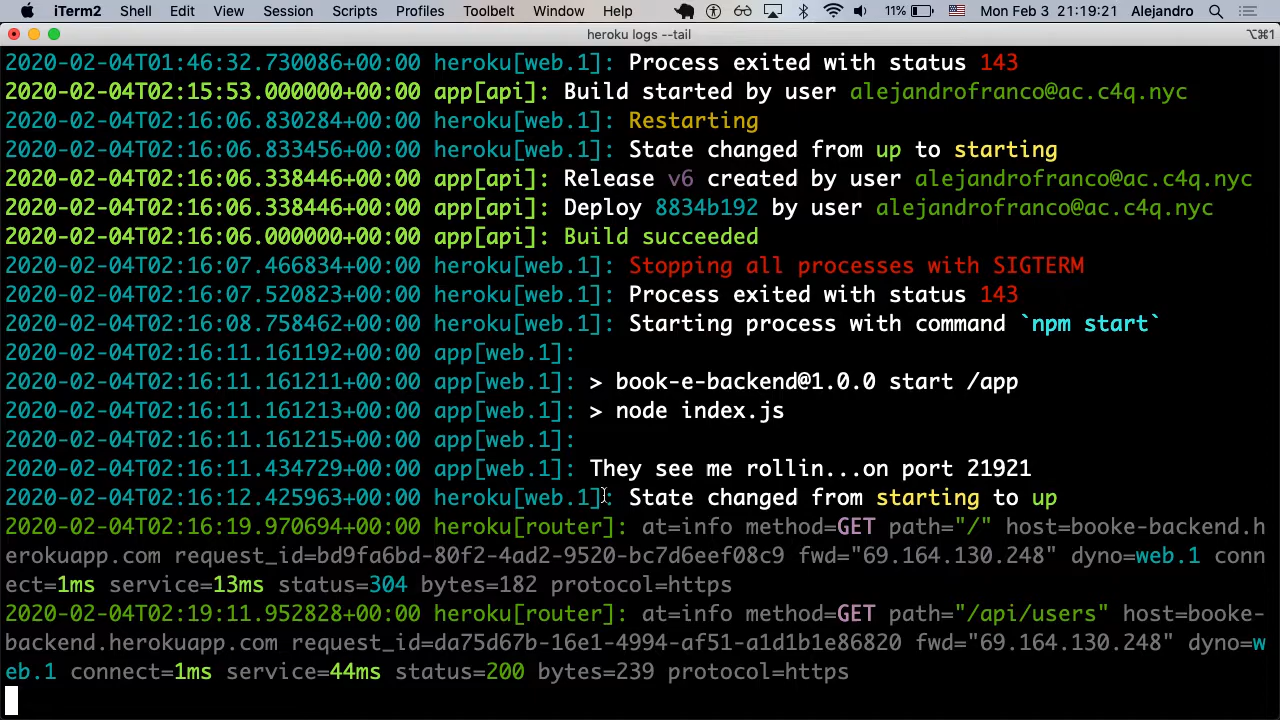 iTerm2 Shell Edit View Session Scripts Profiles Toolbelt Window Help 11% Mon Feb 3 21:19:21 Alejandro
heroku logs --tail ⌥⌘1
2020-02-04T01:46:32.730086+00:00 heroku[web.1]: Process exited with status 143
2020-02-04T02:15:53.000000+00:00 app[api]: Build started by user alejandrofranco@ac.c4q.nyc
2020-02-04T02:16:06.830284+00:00 heroku[web.1]: Restarting
2020-02-04T02:16:06.833456+00:00 heroku[web.1]: State changed from up to starting
2020-02-04T02:16:06.338446+00:00 app[api]: Release v6 created by user alejandrofranco@ac.c4q.nyc
2020-02-04T02:16:06.338446+00:00 app[api]: Deploy 8834b192 by user alejandrofranco@ac.c4q.nyc
2020-02-04T02:16:06.000000+00:00 app[api]: Build succeeded
2020-02-04T02:16:07.466834+00:00 heroku[web.1]: Stopping all processes with SIGTERM
2020-02-04T02:16:07.520823+00:00 heroku[web.1]: Process exited with status 143
2020-02-04T02:16:08.758462+00:00 heroku[web.1]: Starting process with command `npm start`
2020-02-04T02:16:11.161192+00:00 app[web.1]:
2020-02-04T02:16:11.161211+00:00 app[web.1]: > book-e-backend@1.0.0 start /app
2020-02-04T02:16:11.161213+00:00 app[web.1]: > node index.js
2020-02-04T02:16:11.161215+00:00 app[web.1]:
2020-02-04T02:16:11.434729+00:00 app[web.1]: They see me rollin...on port 21921
2020-02-04T02:16:12.425963+00:00 heroku[web.1]: State changed from starting to up
2020-02-04T02:16:19.970694+00:00 heroku[router]: at=info method=GET path="/" host=booke-backend.h
erokuapp.com request_id=bd9fa6bd-80f2-4ad2-9520-bc7d6eef08c9 fwd="69.164.130.248" dyno=web.1 conn
ect=1ms service=13ms status=304 bytes=182 protocol=https
2020-02-04T02:19:11.952828+00:00 heroku[router]: at=info method=GET path="/api/users" host=booke-
backend.herokuapp.com request_id=da75d67b-16e1-4994-af51-a1d1b1e86820 fwd="69.164.130.248" dyno=w
eb.1 connect=1ms service=44ms status=200 bytes=239 protocol=https